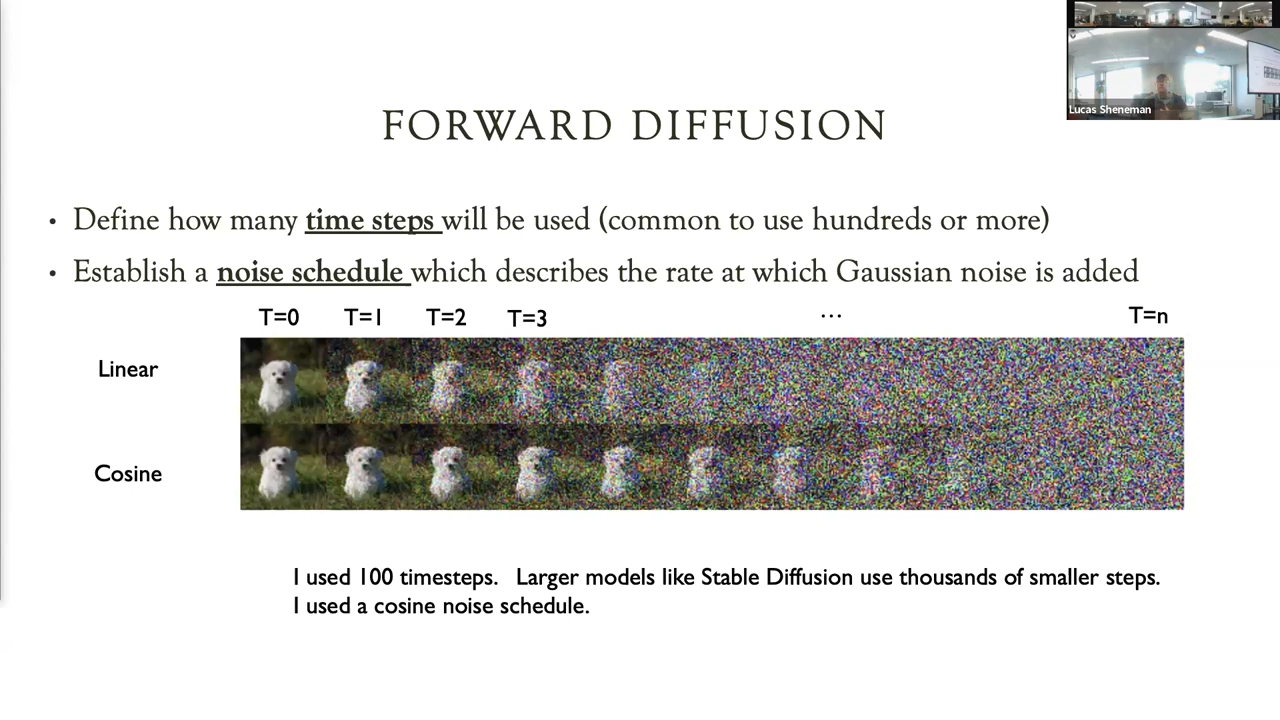 Lucas Sheneman
FORWARD DIFFUSION
• Define how many time steps will be used (common to use hundreds or more)
• Establish a noise schedule which describes the rate at which Gaussian noise is added
T=0 T=1 T=2 T=3 ... T=n
Linear
Cosine
I used 100 timesteps. Larger models like Stable Diffusion use thousands of smaller steps.
I used a cosine noise schedule.